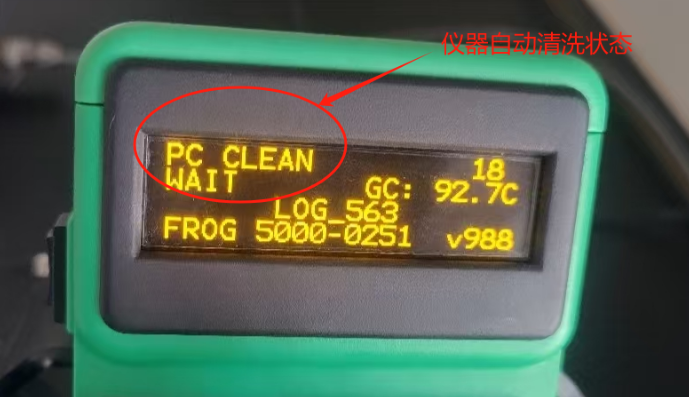 仪器自动清洗状态
PC CLEAN 18
WAIT GC: 92.7C
LOG_563
FROG 5000-0251 v988